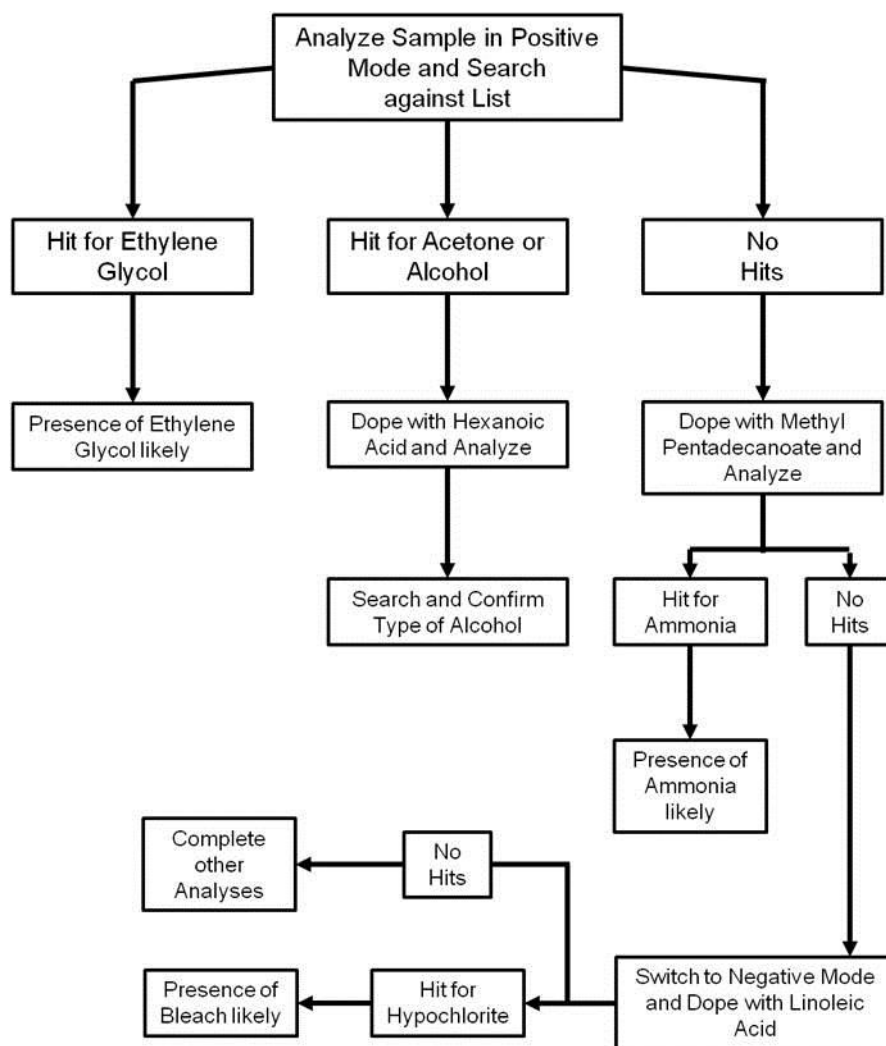 Analyze Sample in Positive
Mode and Search
against List
Hit for Ethylene
Glycol
Hit for Acetone or
Alcohol
No
Hits
Presence of Ethylene
Glycol likely
Dope with Hexanoic
Acid and Analyze
Dope with Methyl
Pentadecanoate and
Analyze
Search and Confirm
Type of Alcohol
Hit for
Ammonia
No
Hits
Presence of
Ammonia
likely
Complete
other
Analyses
No
Hits
Presence of
Bleach likely
Hit for
Hypochlorite
Switch to Negative Mode
and Dope with Linoleic
Acid